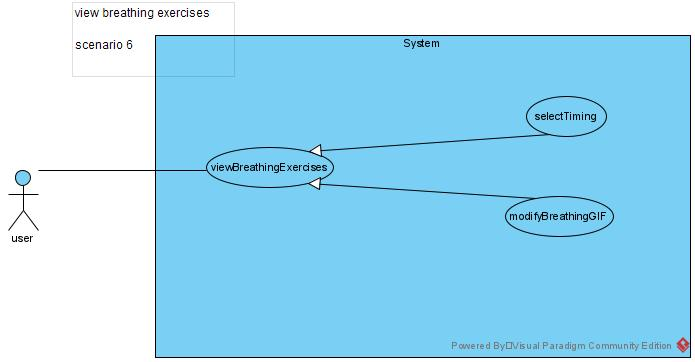 view breathing exercises
scenario 6
System
selectTiming
viewBreathingExercises
modifyBreathingGIF
user
Powered By Visual Paradigm Community Edition